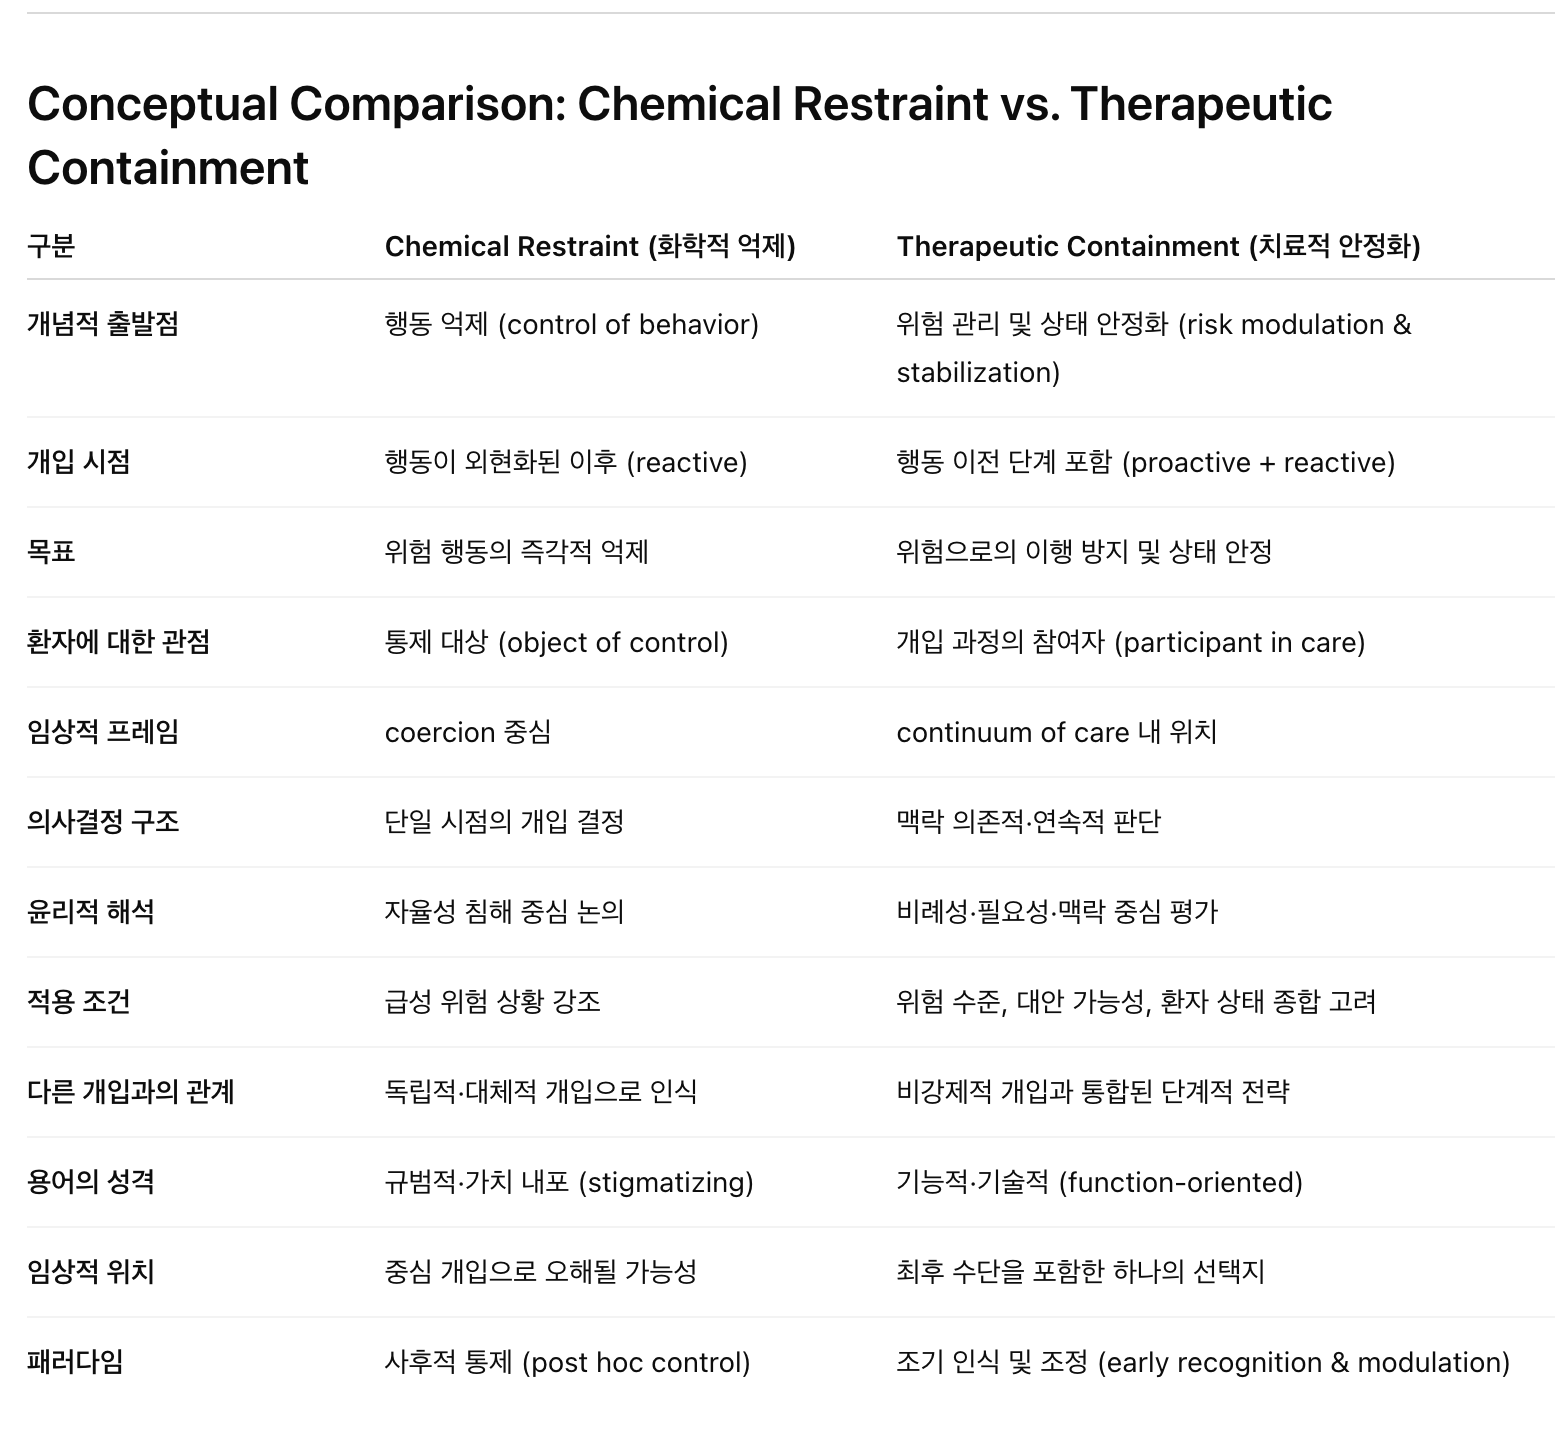 Conceptual Comparison: Chemical Restraint vs. Therapeutic
Containment
구분 Chemical Restraint (화학적 억제) Therapeutic Containment (치료적 안정화)
개념적 출발점 행동 억제 (control of behavior) 위험 관리 및 상태 안정화 (risk modulation &
stabilization)
개입 시점 행동이 외현화된 이후 (reactive) 행동 이전 단계 포함 (proactive + reactive)
목표 위험 행동의 즉각적 억제 위험으로의 이행 방지 및 상태 안정
환자에 대한 관점 통제 대상 (object of control) 개입 과정의 참여자 (participant in care)
임상적 프레임 coercion 중심 continuum of care 내 위치
의사결정 구조 단일 시점의 개입 결정 맥락 의존적·연속적 판단
윤리적 해석 자율성 침해 중심 논의 비례성·필요성·맥락 중심 평가
적용 조건 급성 위험 상황 강조 위험 수준, 대안 가능성, 환자 상태 종합 고려
다른 개입과의 관계 독립적·대체적 개입으로 인식 비강제적 개입과 통합된 단계적 전략
용어의 성격 규범적·가치 내포 (stigmatizing) 기능적·기술적 (function-oriented)
임상적 위치 중심 개입으로 오해될 가능성 최후 수단을 포함한 하나의 선택지
패러다임 사후적 통제 (post hoc control) 조기 인식 및 조정 (early recognition & modulation)